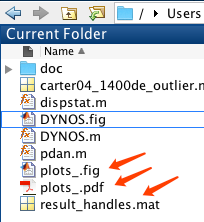 / Users
Current Folder
Name
doc
carter04_1400de_outlier.
dispstat.m
DYNOS.fig
DYNOS.m
pdan.m
plots_.fig
plots_.pdf
result_handles.mat